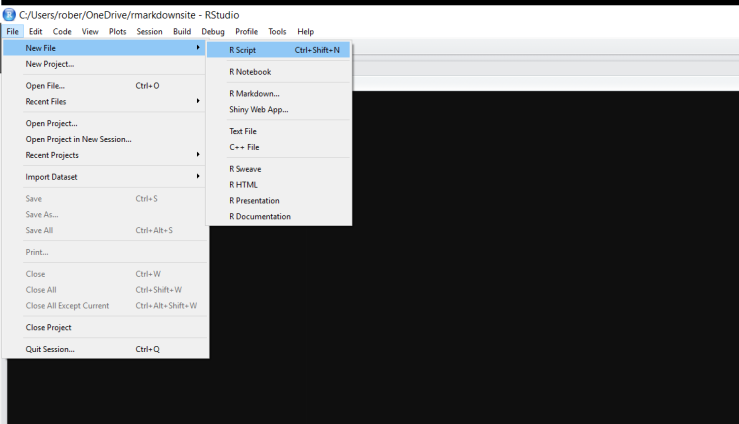 C:/Users/rober/OneDrive/rmarkdownsite - RStudio
File Edit Code View Plots Session Build Debug Profile Tools Help
New File
New Project...
Open File... Ctrl+O
Recent Files
Open Project...
Open Project in New Session...
Recent Projects
Import Dataset
Save Ctrl+S
Save As...
Save All Ctrl+Alt+S
Print...
Close Ctrl+W
Close All Ctrl+Shift+W
Close All Except Current Ctrl+Alt+Shift+W
Close Project
Quit Session... Ctrl+Q
R Script Ctrl+Shift+N
R Notebook
R Markdown...
Shiny Web App...
Text File
C++ File
R Sweave
R HTML
R Presentation
R Documentation